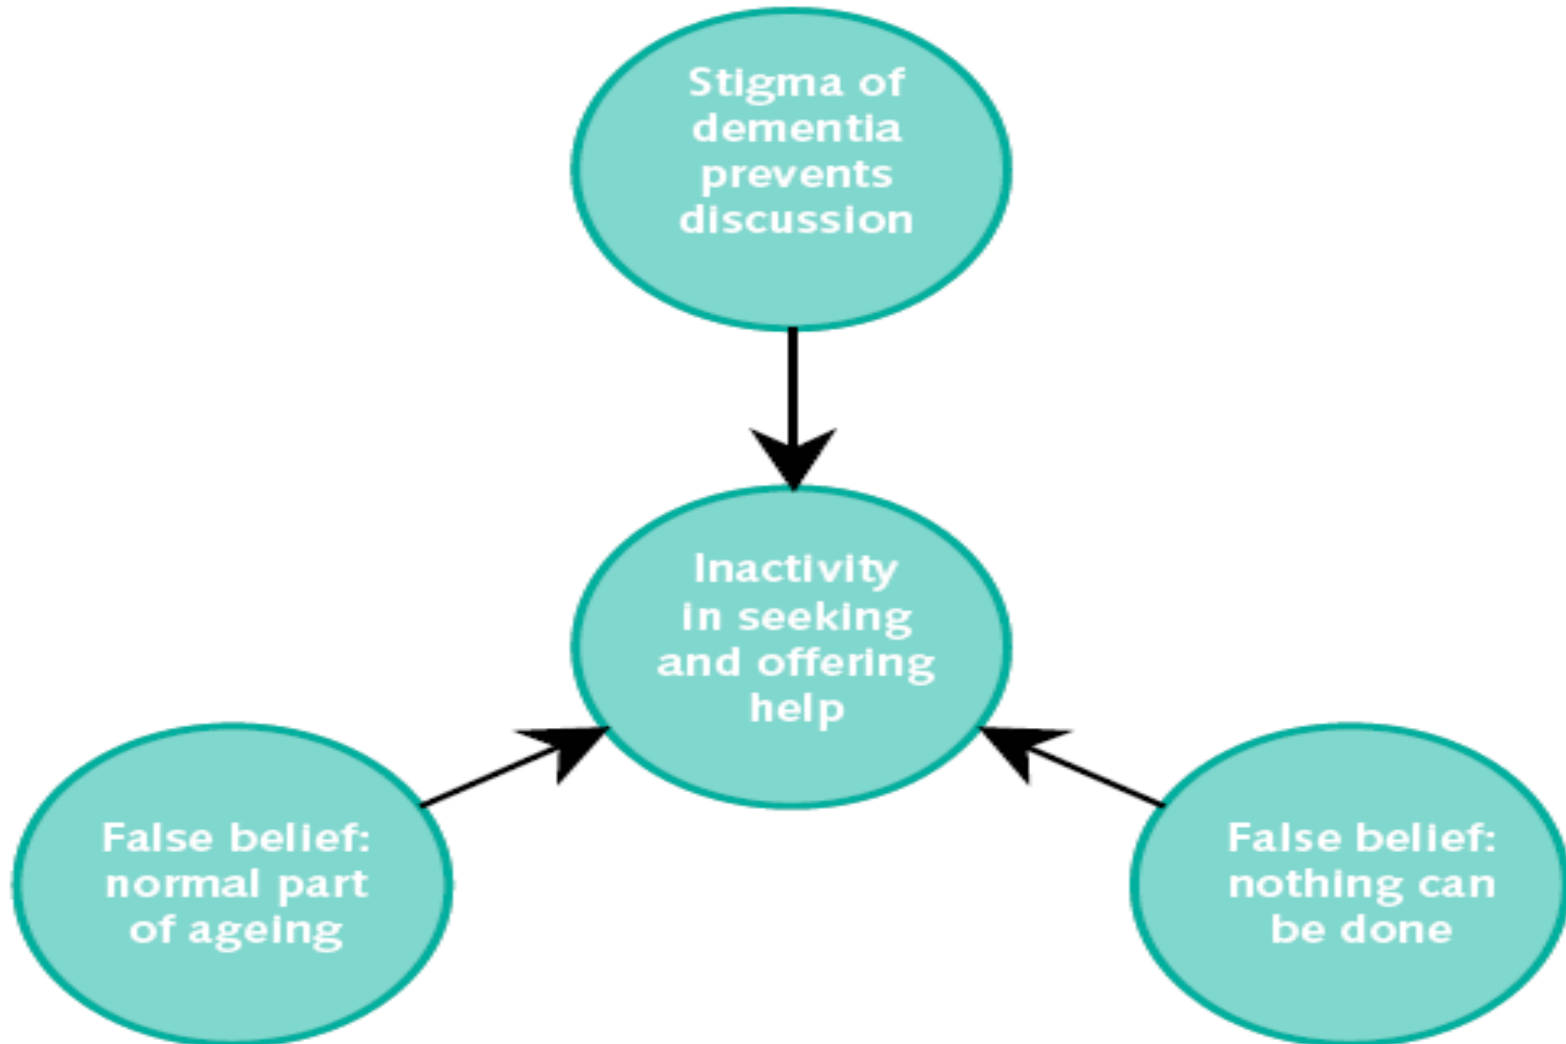 Stigma of
dementia
prevents
discussion
Inactivity
in seeking
and offering
help
False belief:
normal part
of ageing
False belief:
nothing can
be done